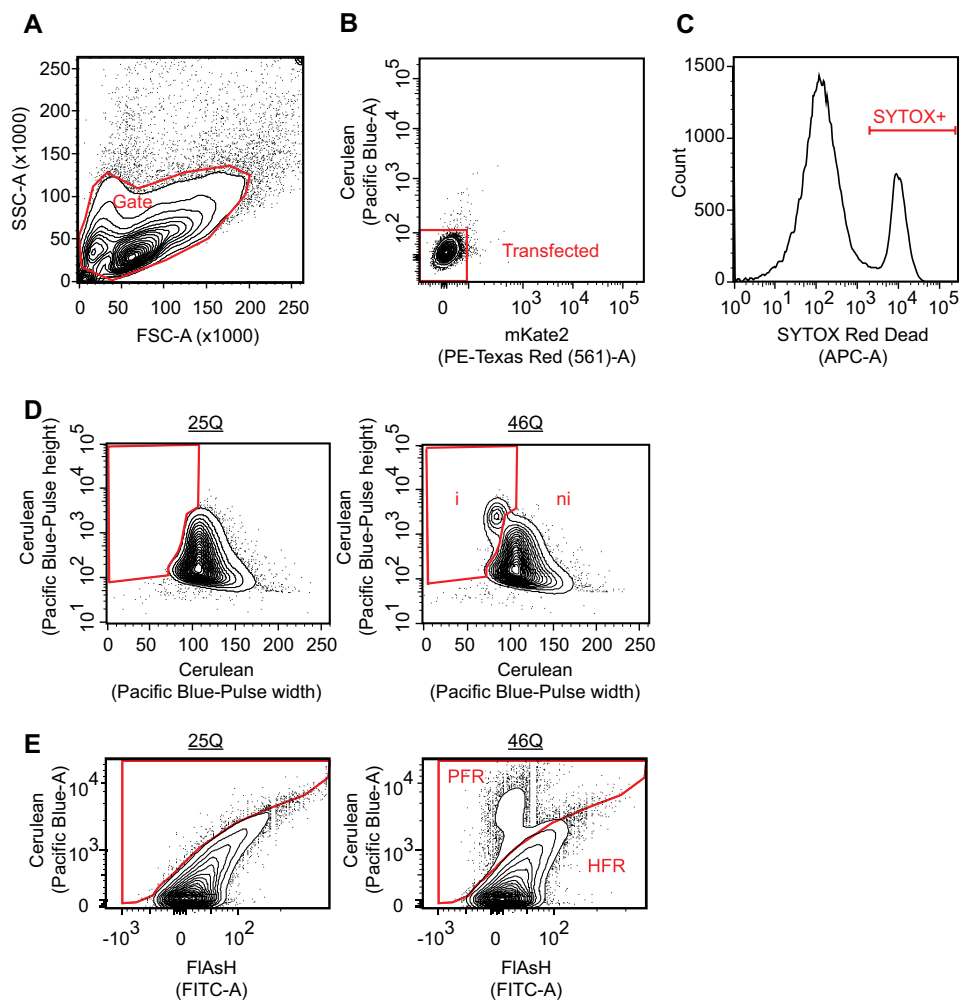 A
SSC-A (x1000)
250
200
150
100
50
0
Gate
0
50
100
150
200
250
FSC-A (x1000)
B
Cerulean
(Pacific Blue-A)
10^5
10^4
10^3
10^2
Transfected
0
10^3
10^4
10^5
mKate2
(PE-Texas Red (561)-A)
C
Count
1500
1000
500
0
SYTOX+
10^0
10^1
10^2
10^3
10^4
10^5
SYTOX Red Dead
(APC-A)
D
25Q
Cerulean
(Pacific Blue-Pulse height)
10^5
10^4
10^3
10^2
10^1
0
50
100
150
200
250
Cerulean
(Pacific Blue-Pulse width)
46Q
Cerulean
(Pacific Blue-Pulse height)
10^5
10^4
10^3
10^2
10^1
i
ni
0
50
100
150
200
250
Cerulean
(Pacific Blue-Pulse width)
E
25Q
Cerulean
(Pacific Blue-A)
10^4
10^3
0
-10^3
0
10^2
FlAsH
(FITC-A)
46Q
Cerulean
(Pacific Blue-A)
10^4
10^3
0
PFR
HFR
-10^3
0
10^2
FlAsH
(FITC-A)